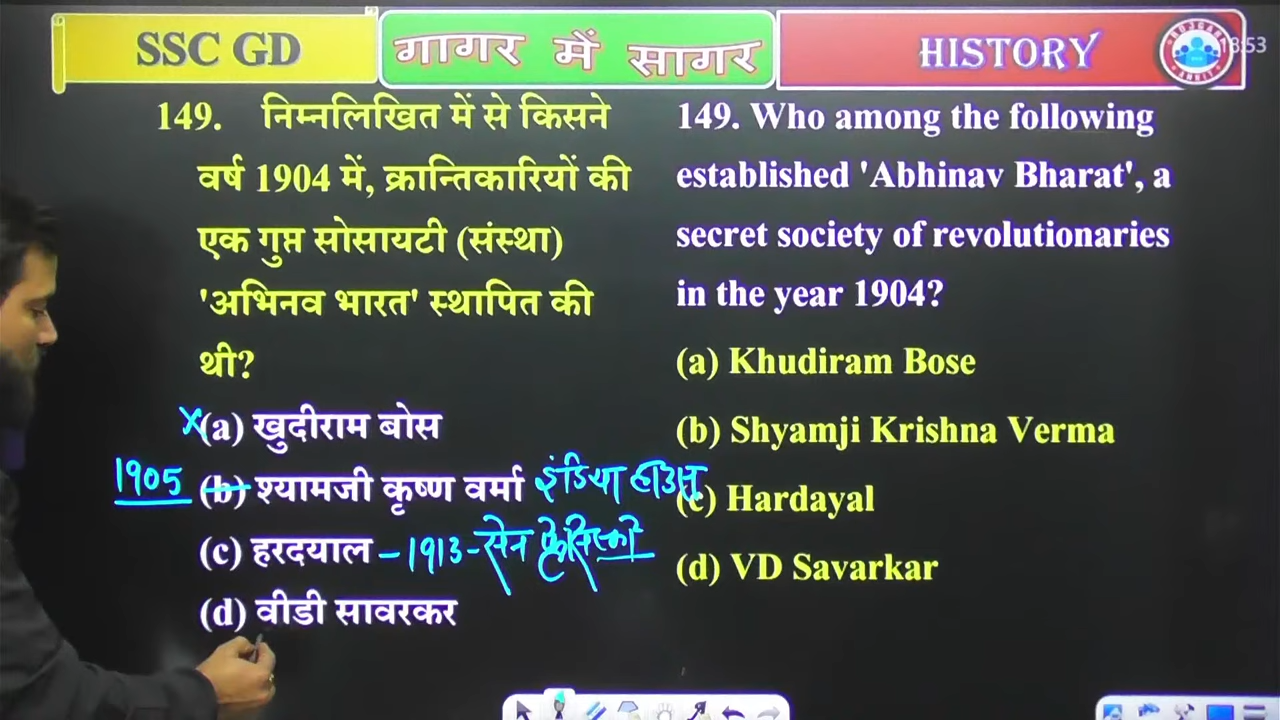 SSC GD
गागर में सागर
HISTORY
18:53
149. निम्नलिखित में से किसने
वर्ष 1904 में, क्रान्तिकारियों की
एक गुप्त सोसायटी (संस्था)
'अभिनव भारत' स्थापित की
थी?
x(a) खुदीराम बोस
1905 (b) श्यामजी कृष्ण वर्मा इंडिया हाउस
(c) हरदयाल – 1913 - सेन फ्रेंसिस्को
(d) वीडी सावरकर
149. Who among the following
established 'Abhinav Bharat', a
secret society of revolutionaries
in the year 1904?
(a) Khudiram Bose
(b) Shyamji Krishna Verma
(c) Hardayal
(d) VD Savarkar